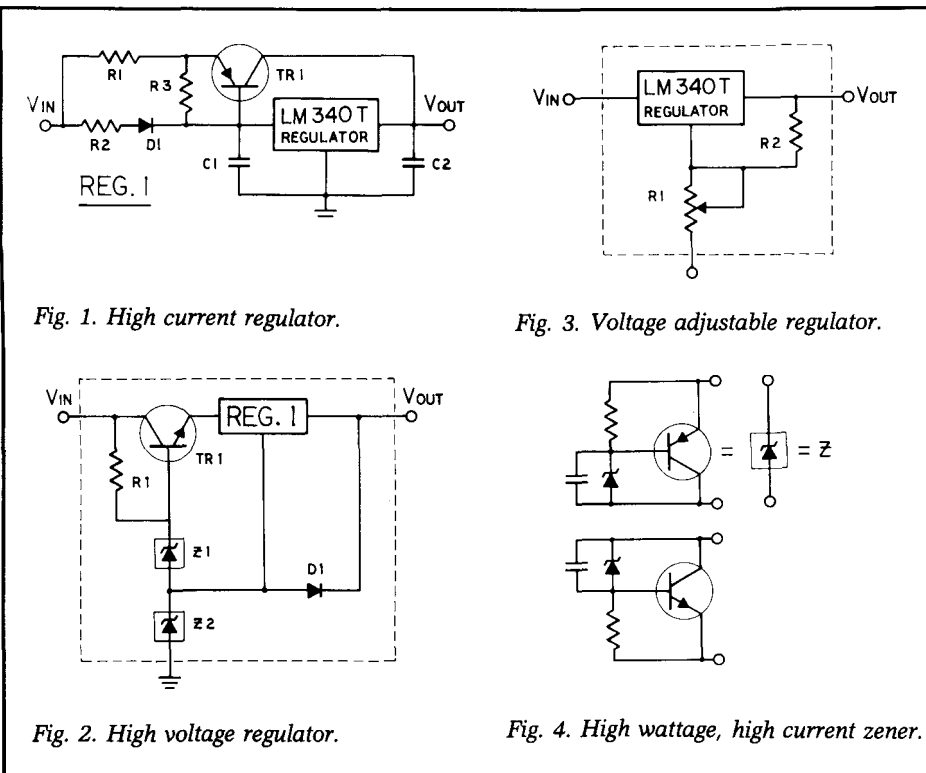 R1
R3
TR1
VIN
LM340T
REGULATOR
VOUT
R2
D1
C1
C2
REG. 1
Fig. 1. High current regulator.
VIN
LM340T
REGULATOR
VOUT
R2
R1
Fig. 3. Voltage adjustable regulator.
VIN
REG. 1
VOUT
TR1
R1
Z1
D1
Z2
Fig. 2. High voltage regulator.
= = Z
Fig. 4. High wattage, high current zener.